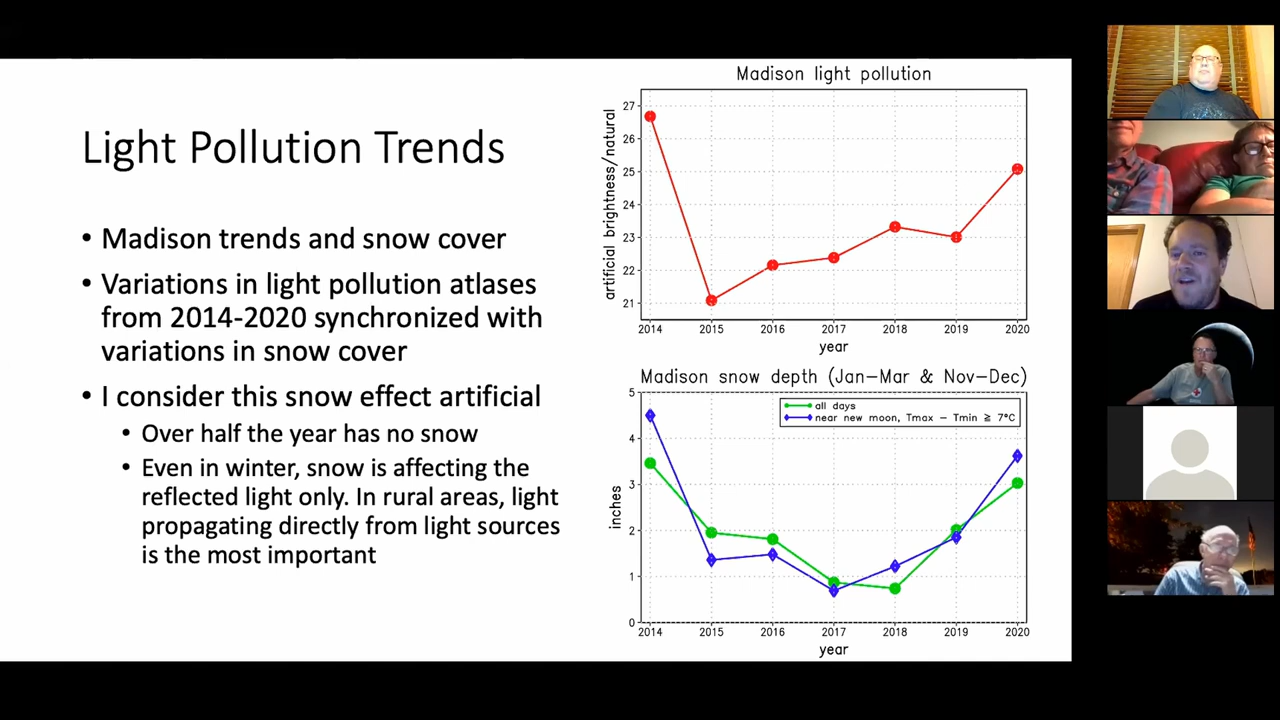 Light Pollution Trends
• Madison trends and snow cover
• Variations in light pollution atlases
from 2014-2020 synchronized with
variations in snow cover
• I consider this snow effect artificial
• Over half the year has no snow
• Even in winter, snow is affecting the
reflected light only. In rural areas, light
propagating directly from light sources
is the most important
Madison light pollution
artificial brightness/natural
27
26
25
24
23
22
21
2014 2015 2016 2017 2018 2019 2020
year
Madison snow depth (Jan-Mar & Nov-Dec)
all days
near new moon, Tmax - Tmin ≥ 7°C
inches
5
4
3
2
1
0
2014 2015 2016 2017 2018 2019 2020
year